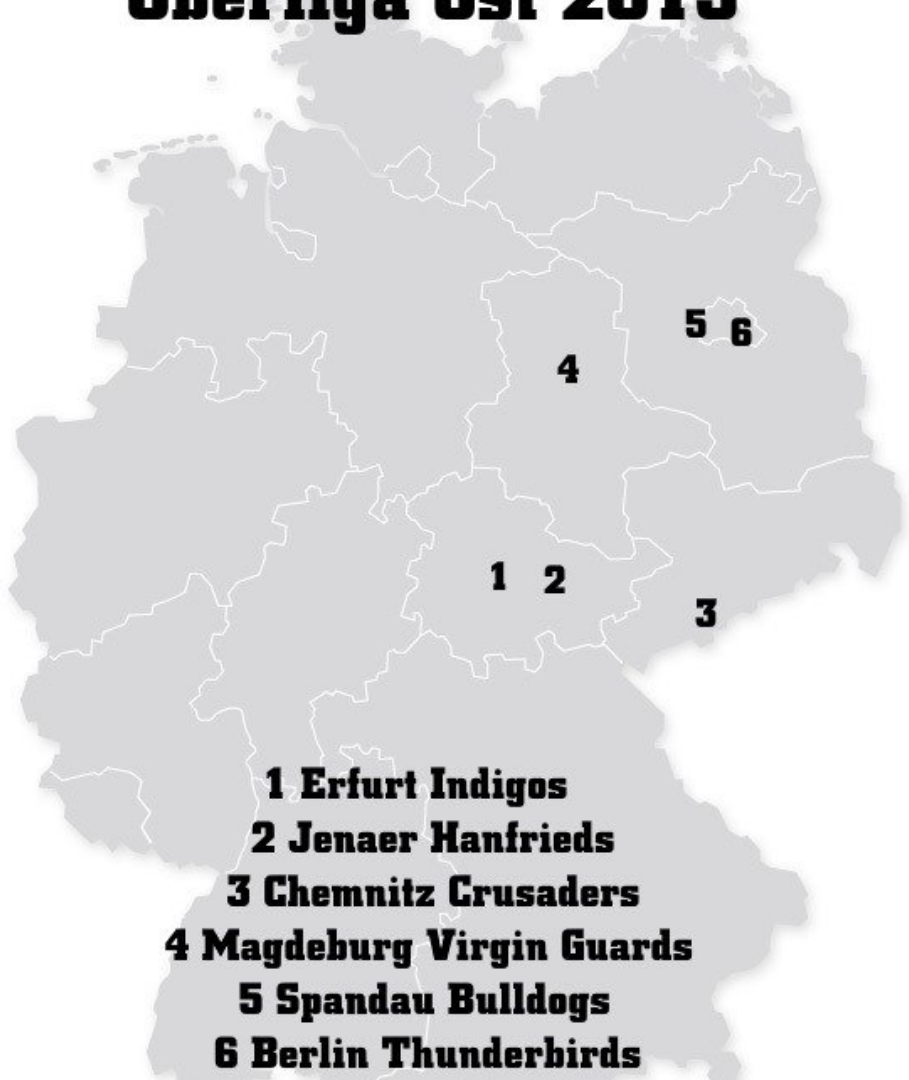 Oberliga Ost 2015
5 6
4
1 2
3
1 Erfurt Indigos
2 Jenaer Hanfrieds
3 Chemnitz Crusaders
4 Magdeburg Virgin Guards
5 Spandau Bulldogs
6 Berlin Thunderbirds